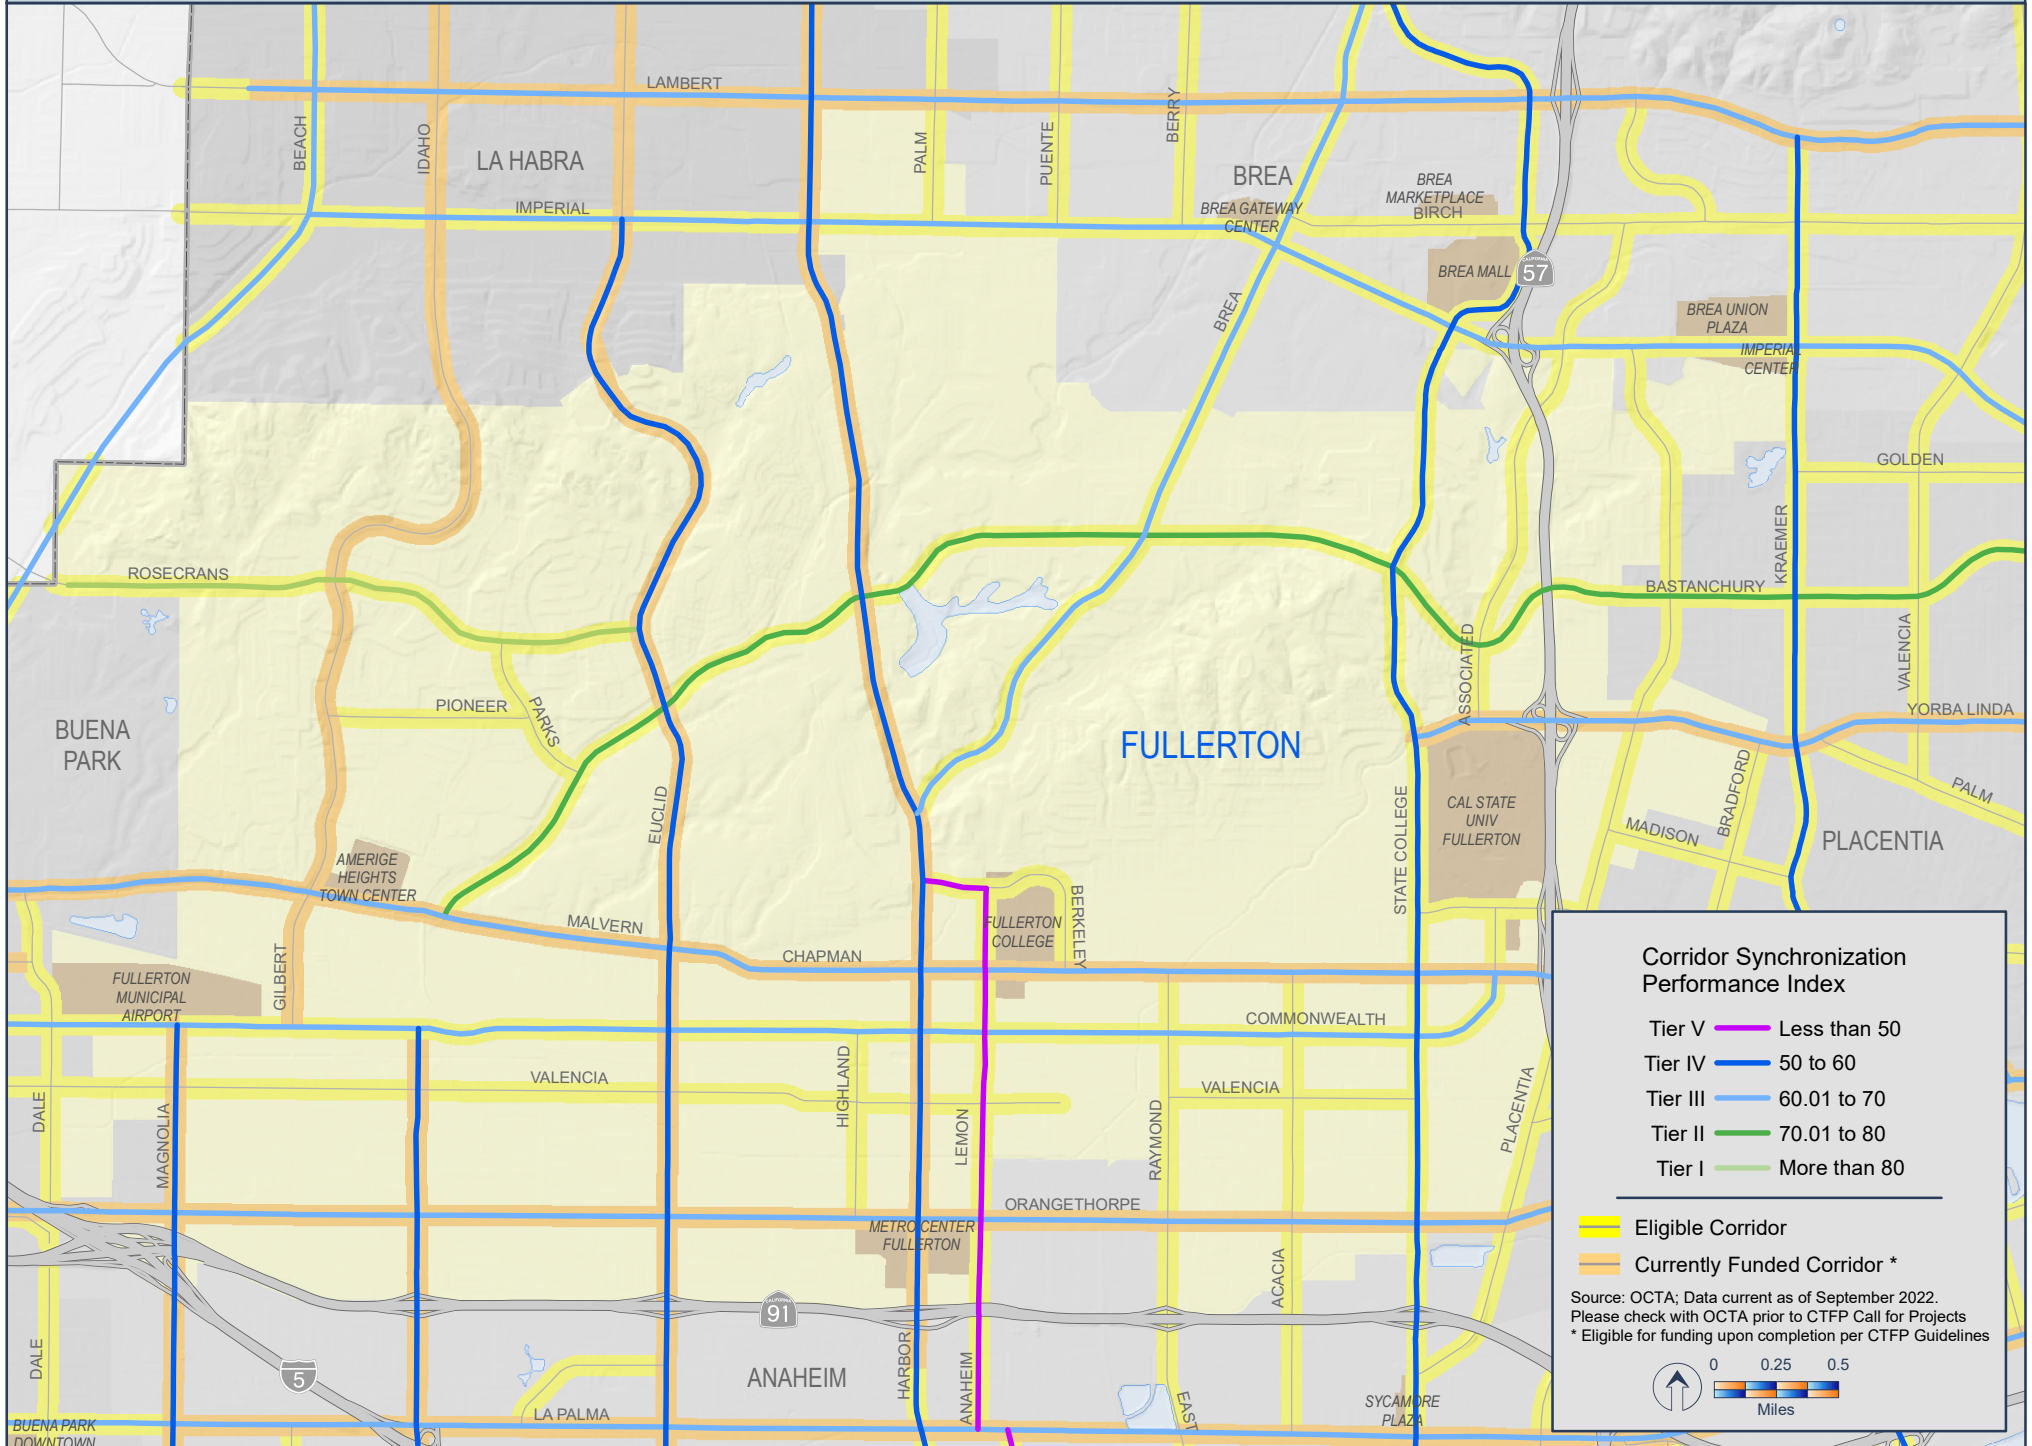 LAMBERT
BEACH
IDAHO
LA HABRA
PALM
PUENTE
BERRY
BREA
BREA
MARKETPLACE
BIRCH
IMPERIAL
BREA GATEWAY
CENTER
BREA MALL
CALIFORNIA
57
BREA
BREA UNION
PLAZA
IMPERIAL
CENTER
GOLDEN
KRAEMER
ROSECRANS
BASTANCHURY
ASSOCIATED
VALENCIA
PIONEER
PARKS
BUENA
PARK
FULLERTON
YORBA LINDA
EUCLID
STATE COLLEGE
CAL STATE
UNIV
FULLERTON
MADISON
BRADFORD
PALM
PLACENTIA
AMERIGE
HEIGHTS
TOWN CENTER
MALVERN
CHAPMAN
FULLERTON
COLLEGE
BERKELEY
FULLERTON
MUNICIPAL
AIRPORT
GILBERT
COMMONWEALTH
DALE
MAGNOLIA
VALENCIA
HIGHLAND
LEMON
RAYMOND
VALENCIA
PLACENTIA
ORANGETHORPE
METRO CENTER
FULLERTON
ACACIA
CALIFORNIA
91
DALE
5
ANAHEIM
HARBOR
ANAHEIM
LA PALMA
EAST
SYCAMORE
PLAZA
BUENA PARK
DOWNTOWN
Corridor Synchronization
Performance Index
Tier V Less than 50
Tier IV 50 to 60
Tier III 60.01 to 70
Tier II 70.01 to 80
Tier I More than 80
Eligible Corridor
Currently Funded Corridor *
Source: OCTA; Data current as of September 2022.
Please check with OCTA prior to CTFP Call for Projects
* Eligible for funding upon completion per CTFP Guidelines
0 0.25 0.5
Miles